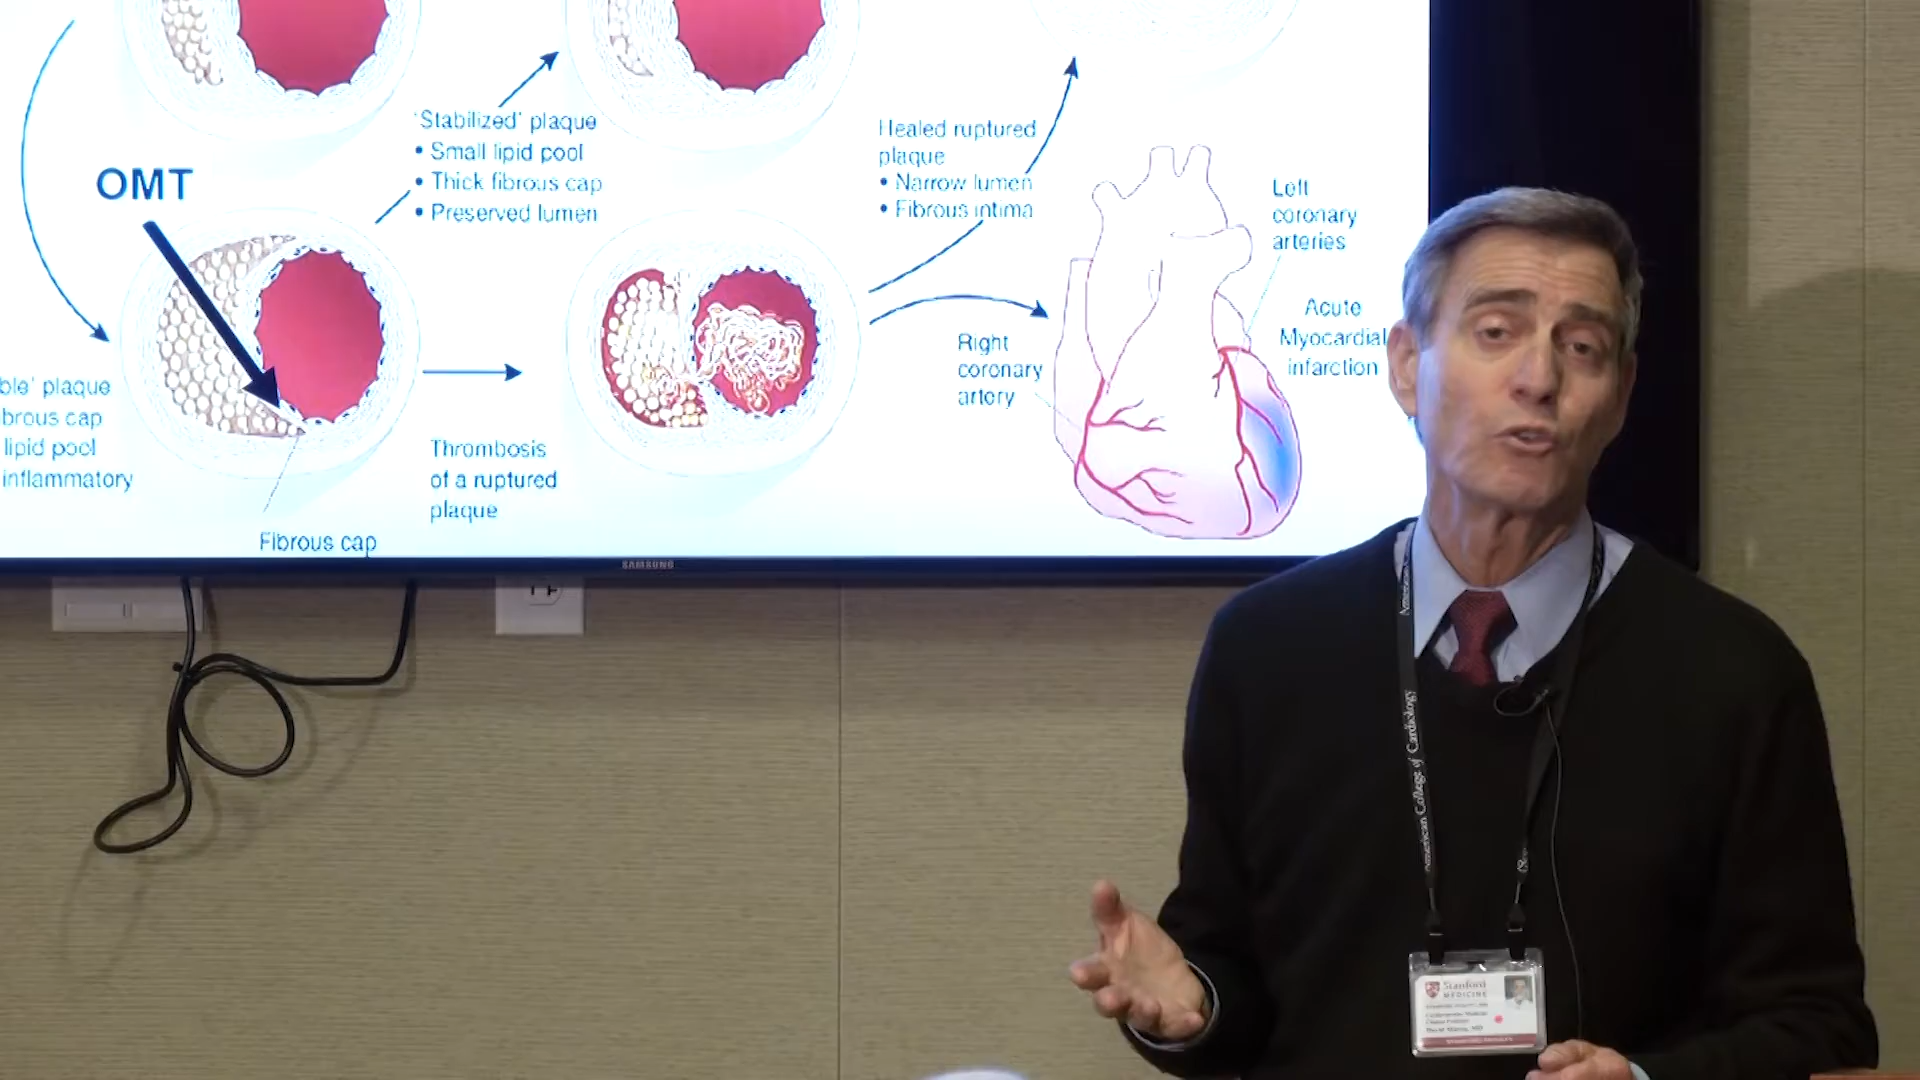 'Stabilized' plaque
• Small lipid pool
• Thick fibrous cap
• Preserved lumen
OMT
Healed ruptured
plaque
• Narrow lumen
• Fibrous intima
Left
coronary
arteries
Acute
Myocardial
infarction
Right
coronary
artery
ble' plaque
brous cap
lipid pool
inflammatory
Thrombosis
of a ruptured
plaque
Fibrous cap
SAMSUNG
American College of Cardiology
Stanford
MEDICINE